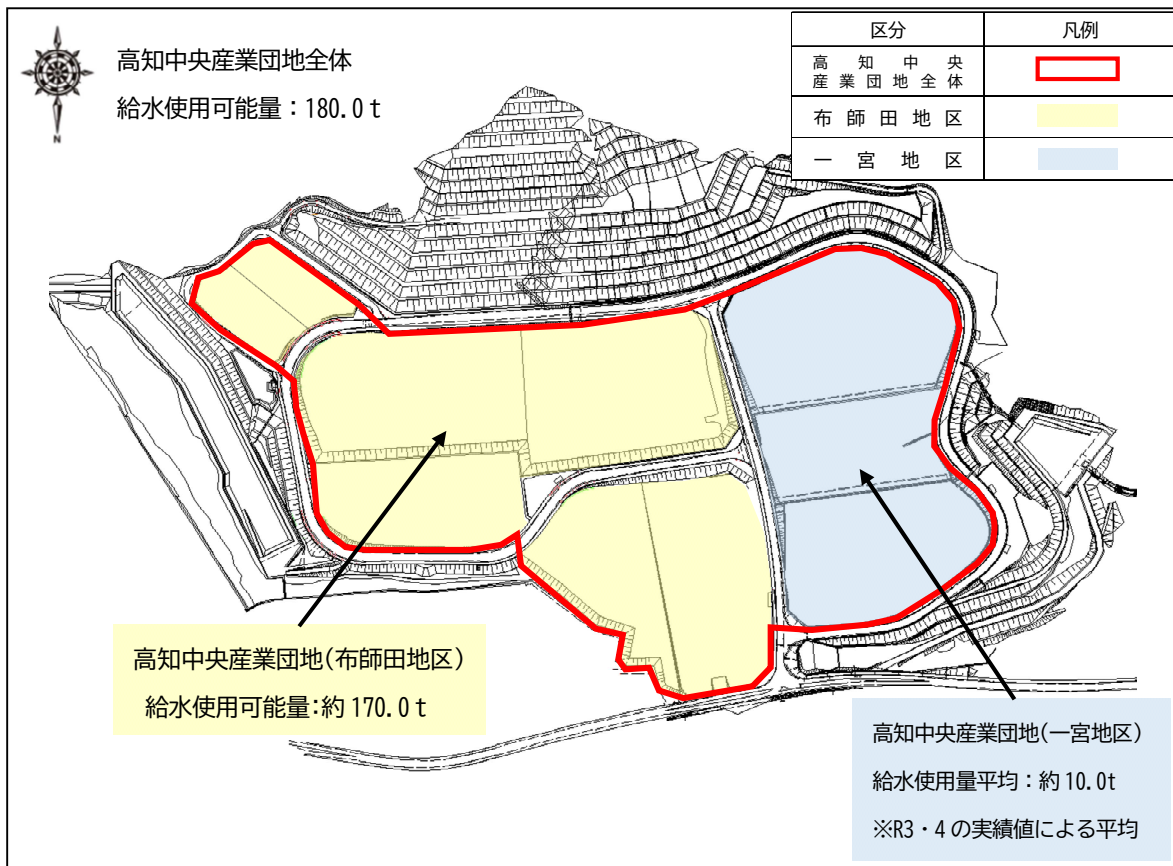 高知中央産業団地全体
給水使用可能量：180.0 t
N
区分 凡例
高知中央
産業団地全体
布師田地区
一宮地区
高知中央産業団地(布師田地区)
給水使用可能量:約 170.0 t
高知中央産業団地(一宮地区)
給水使用量平均：約 10.0t
※R3・4 の実績値による平均